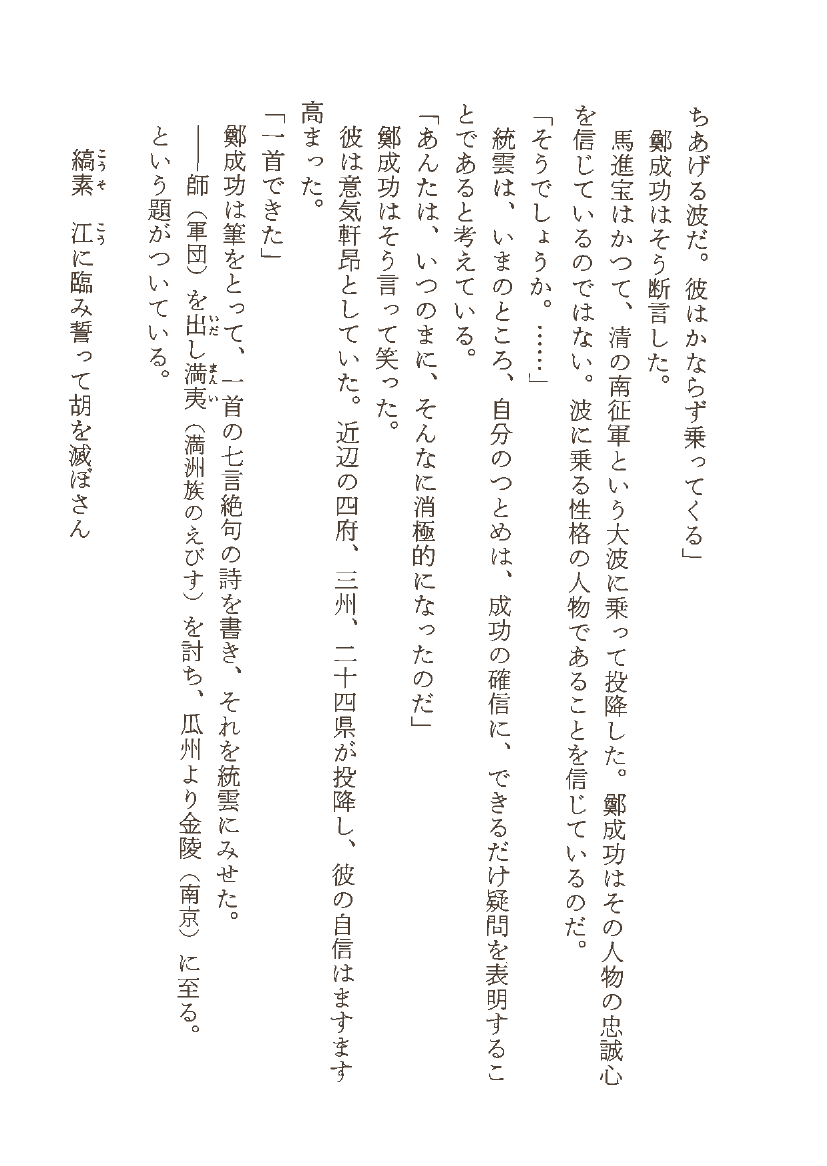 ちあげる波だ。彼はかならず乗ってくる」
鄭成功はそう断言した。
馬進宝はかつて、清の南征軍という大波に乗って投降した。鄭成功はその人物の忠誠心
を信じているのではない。波に乗る性格の人物であることを信じているのだ。
「そうでしょうか。……」
統雲は、いまのところ、自分のつとめは、成功の確信に、できるだけ疑問を表明するこ
とであると考えている。
「あんたは、いつのまに、そんなに消極的になったのだ」
鄭成功はそう言って笑った。
彼は意気軒昂としていた。近辺の四府、三州、二十四県が投降し、彼の自信はますます
高まった。
「一首できた」
鄭成功は筆をとって、一首の七言絶句の詩を書き、それを統雲にみせた。
――師（軍団）を出し満夷（満洲族のえびす）を討ち、瓜州より金陵（南京）に至る。
いだ
まんい
という題がついている。
縞素　江に臨み誓って胡を滅ぼさん
こうそ
こう